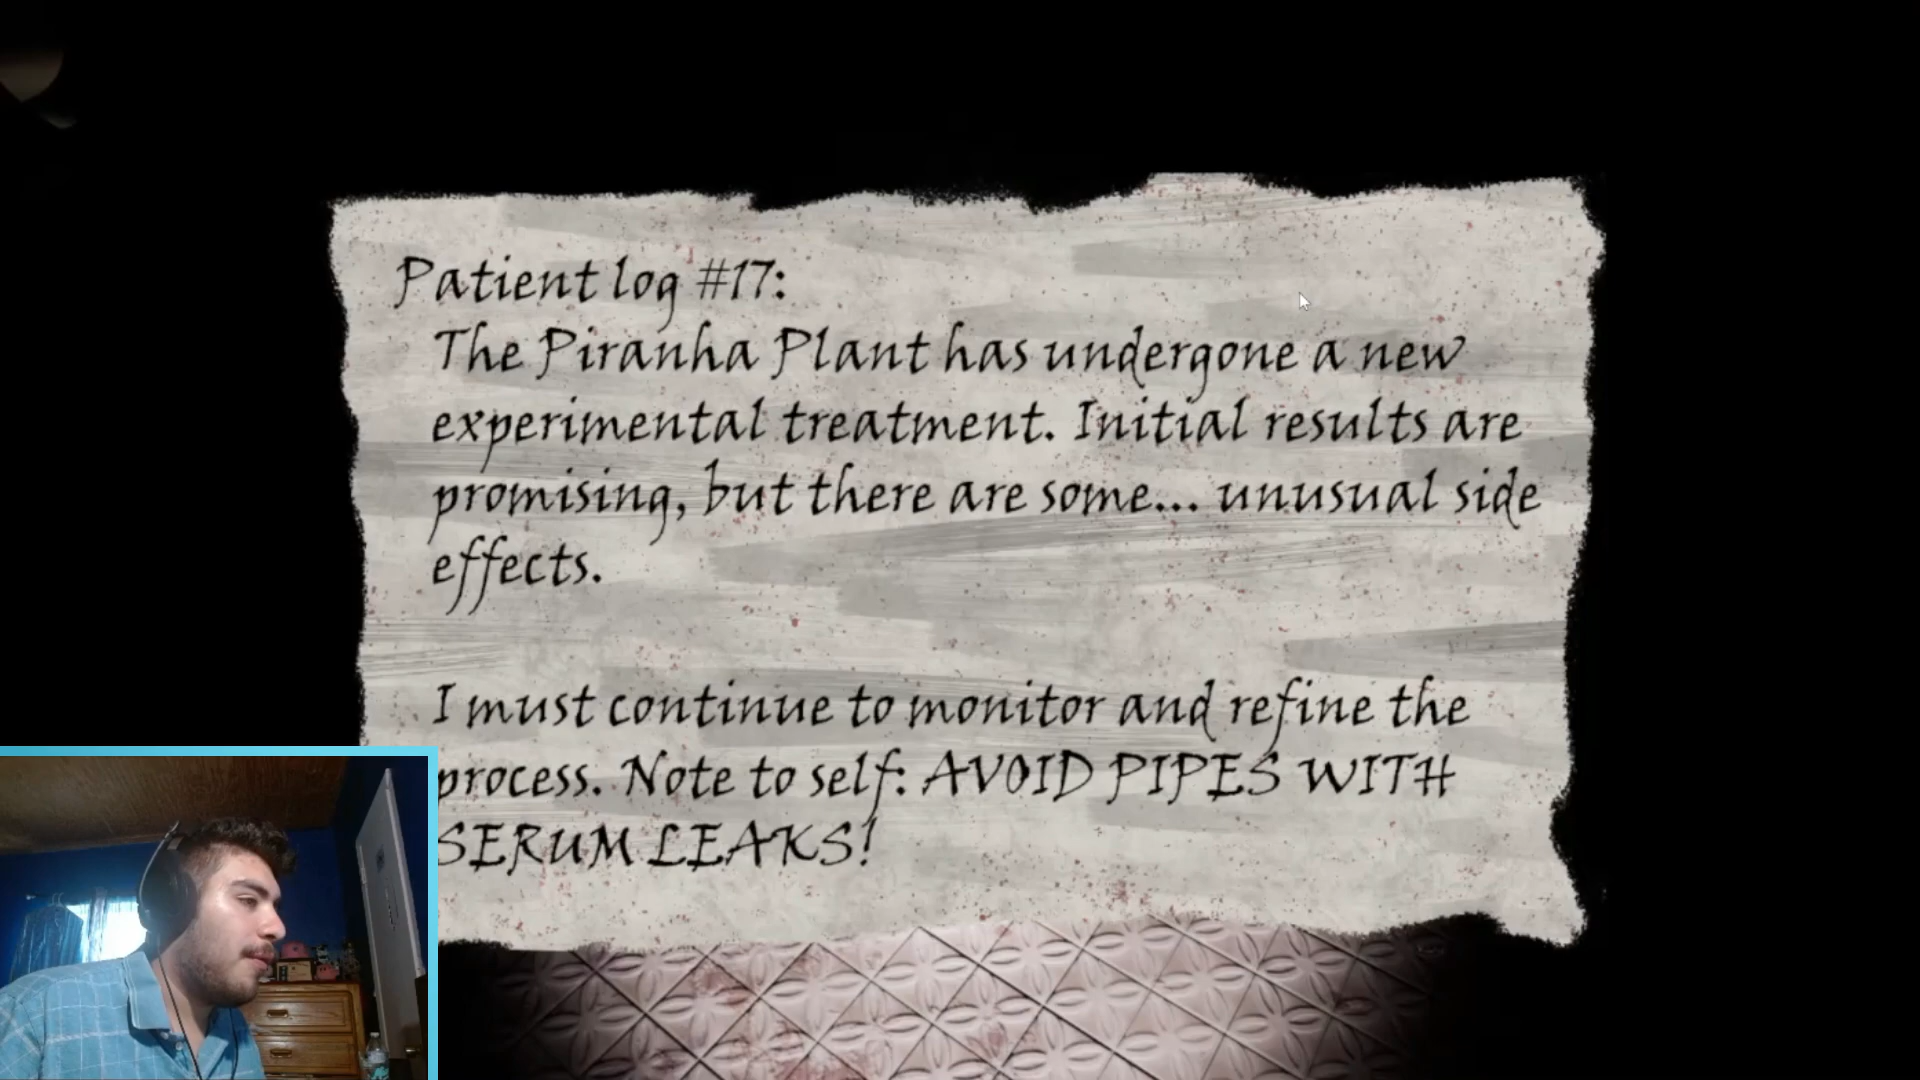 Patient log #17:
The Piranha Plant has undergone a new
experimental treatment. Initial results are
promising, but there are some... unusual side
effects.
I must continue to monitor and refine the
process. Note to self: AVOID PIPES WITH
SERUM LEAKS!